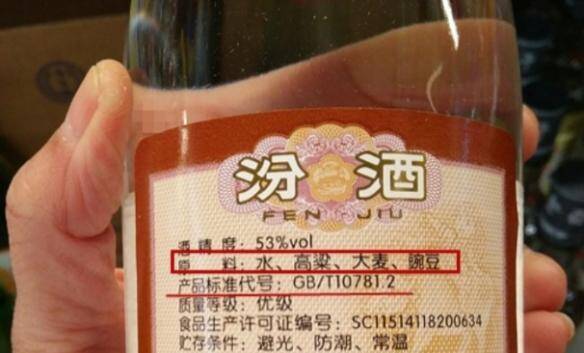 汾酒
FEN JIU
酒精度：53%vol
原料：水、高粱、大麦、豌豆
产品标准代号：GB/T10781.2
质量等级：优级
食品生产许可证编号：SC11514118200634
贮存条件：避光、防潮、常温